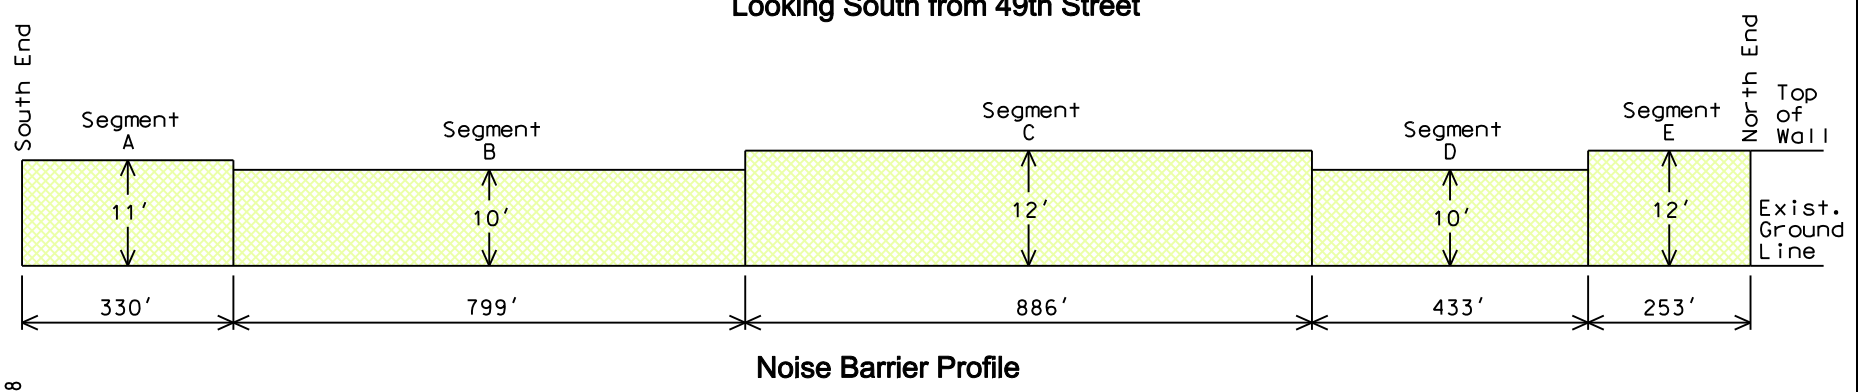 Looking South from 49th Street
South End
North End
Segment
A
Segment
B
Segment
C
Segment
D
Segment
E
Top
of
Wall
11'
10'
12'
10'
12'
Exist.
Ground
Line
330'
799'
886'
433'
253'
Noise Barrier Profile
8